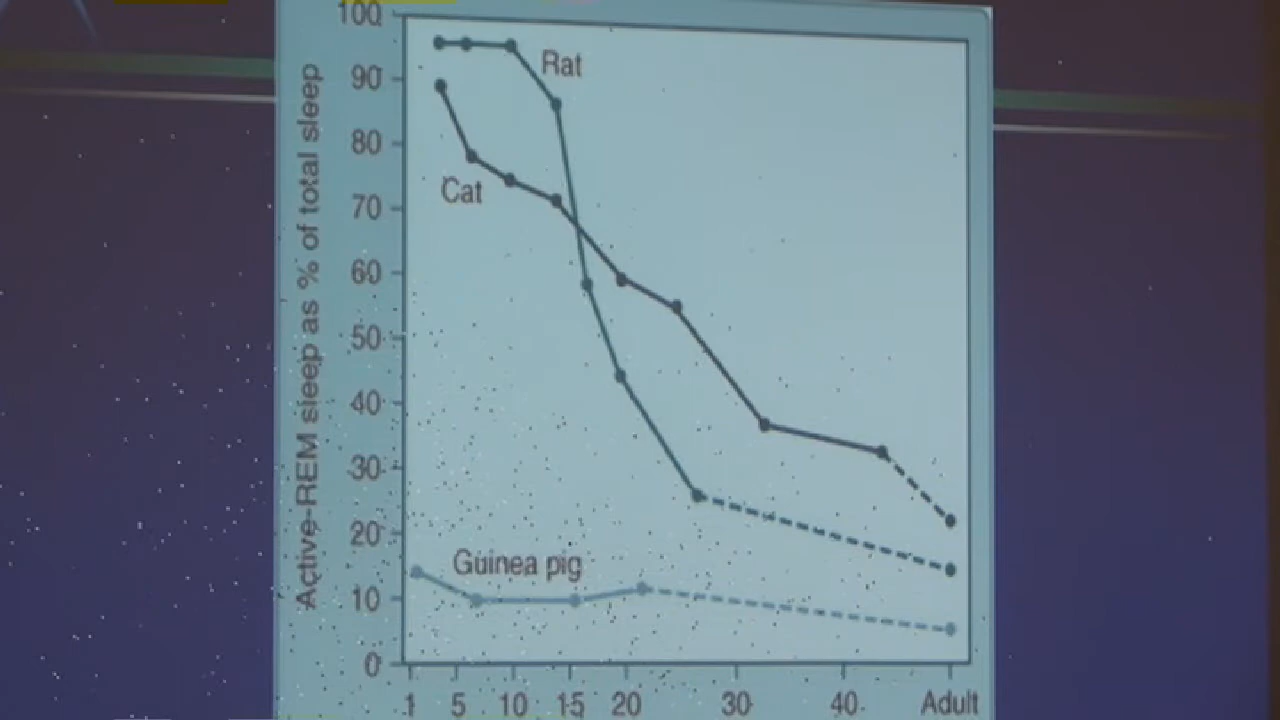 100
90
80
70
60
50
40
30
20
10
0
Active-REM sleep as % of total sleep
Rat
Cat
Guinea pig
1 5 10 15 20 30 40 Adult